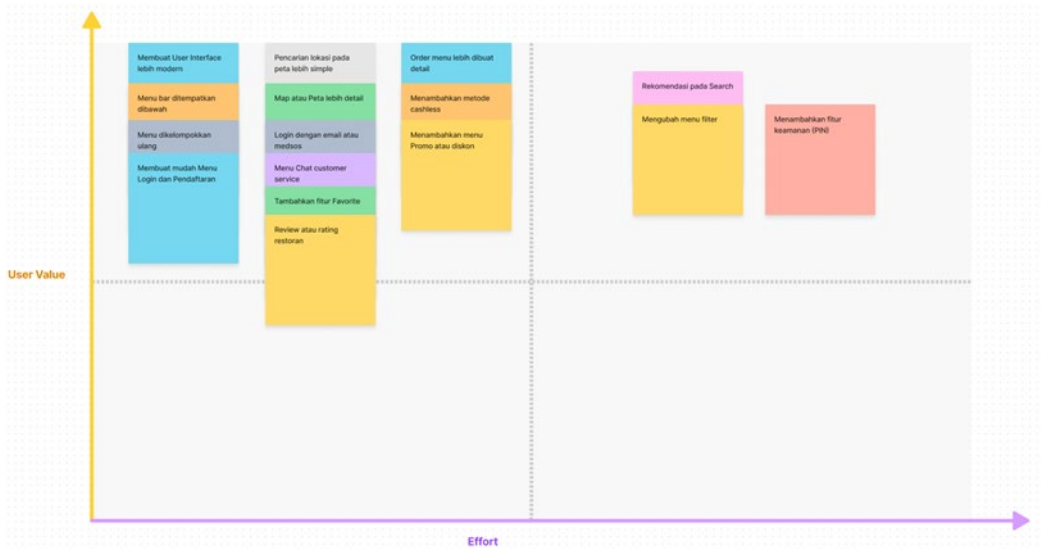 Membuat User Interface
lebih modern
Menu bar ditempatkan
dibawah
Menu dikelompokkan
ulang
Membuat mudah Menu
Login dan Pendaftaran
Pencarian lokasi pada
peta lebih simple
Map atau Peta lebih detail
Login dengan email atau
medsos
Menu Chat customer
service
Tambahkan fitur Favorite
Review atau rating
restoran
Order menu lebih dibuat
detail
Menambahkan metode
cashless
Menambahkan menu
Promo atau diskon
Rekomendasi pada Search
Mengubah menu filter
Menambahkan fitur
keamanan (PIN)
User Value
Effort